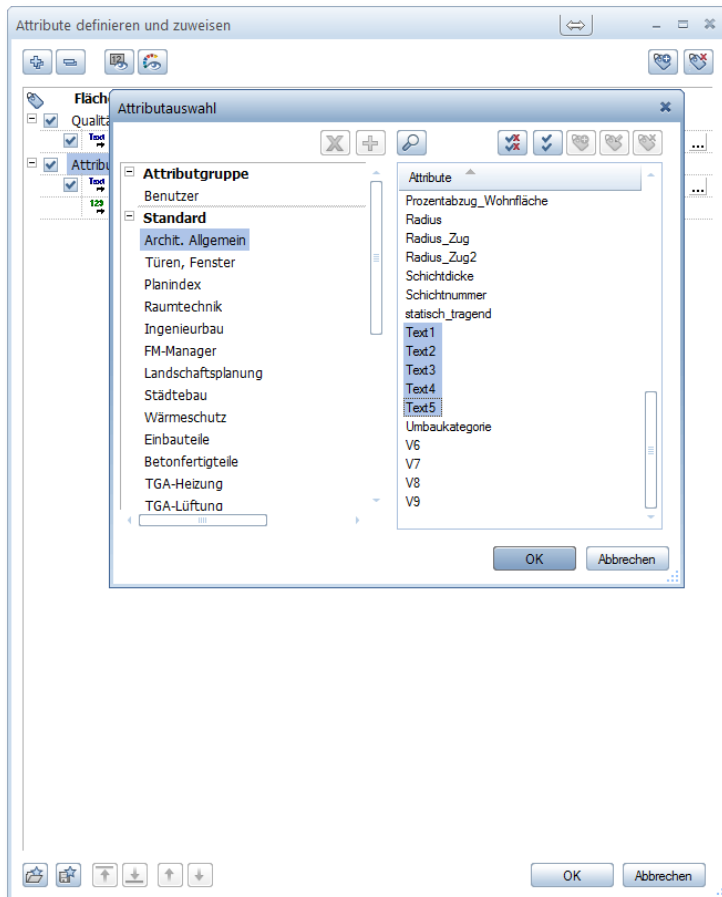 Attribute definieren und zuweisen
Fläch
Attributauswahl
Qualitä
Text
Attribu
Text
123
...
...
Attributgruppe
Benutzer
Standard
Archit. Allgemein
Türen, Fenster
Planindex
Raumtechnik
Ingenieurbau
FM-Manager
Landschaftsplanung
Städtebau
Wärmeschutz
Einbauteile
Betonfertigteile
TGA-Heizung
TGA-Lüftung
Attribute
Prozentabzug_Wohnfläche
Radius
Radius_Zug
Radius_Zug2
Schichtdicke
Schichtnummer
statisch_tragend
Text1
Text2
Text3
Text4
Text5
Umbaukategorie
V6
V7
V8
V9
OK
Abbrechen
OK
Abbrechen